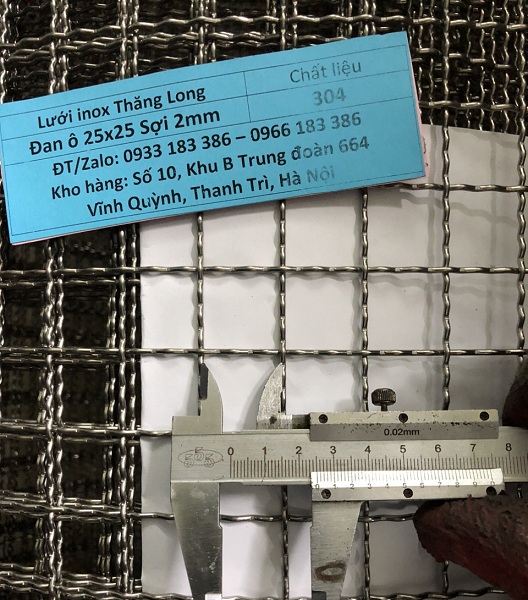 Lưới inox Thăng Long
Chất liệu
Đan ô 25x25 Sợi 2mm
304
ĐT/Zalo: 0933 183 386 – 0966 183 386
Kho hàng: Số 10, Khu B Trung đoàn 664
Vĩnh Quỳnh, Thanh Trì, Hà Nội
0.02mm
0 1 2 3 4 5 6 7 8